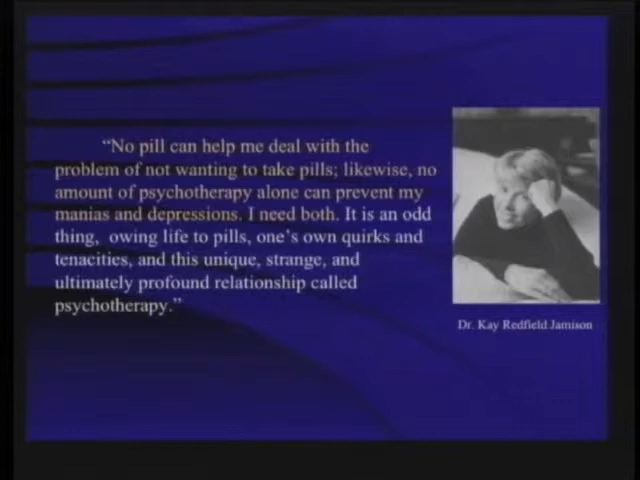 “No pill can help me deal with the
problem of not wanting to take pills; likewise, no
amount of psychotherapy alone can prevent my
manias and depressions. I need both. It is an odd
thing, owing life to pills, one’s own quirks and
tenacities, and this unique, strange, and
ultimately profound relationship called
psychotherapy.”
Dr. Kay Redfield Jamison